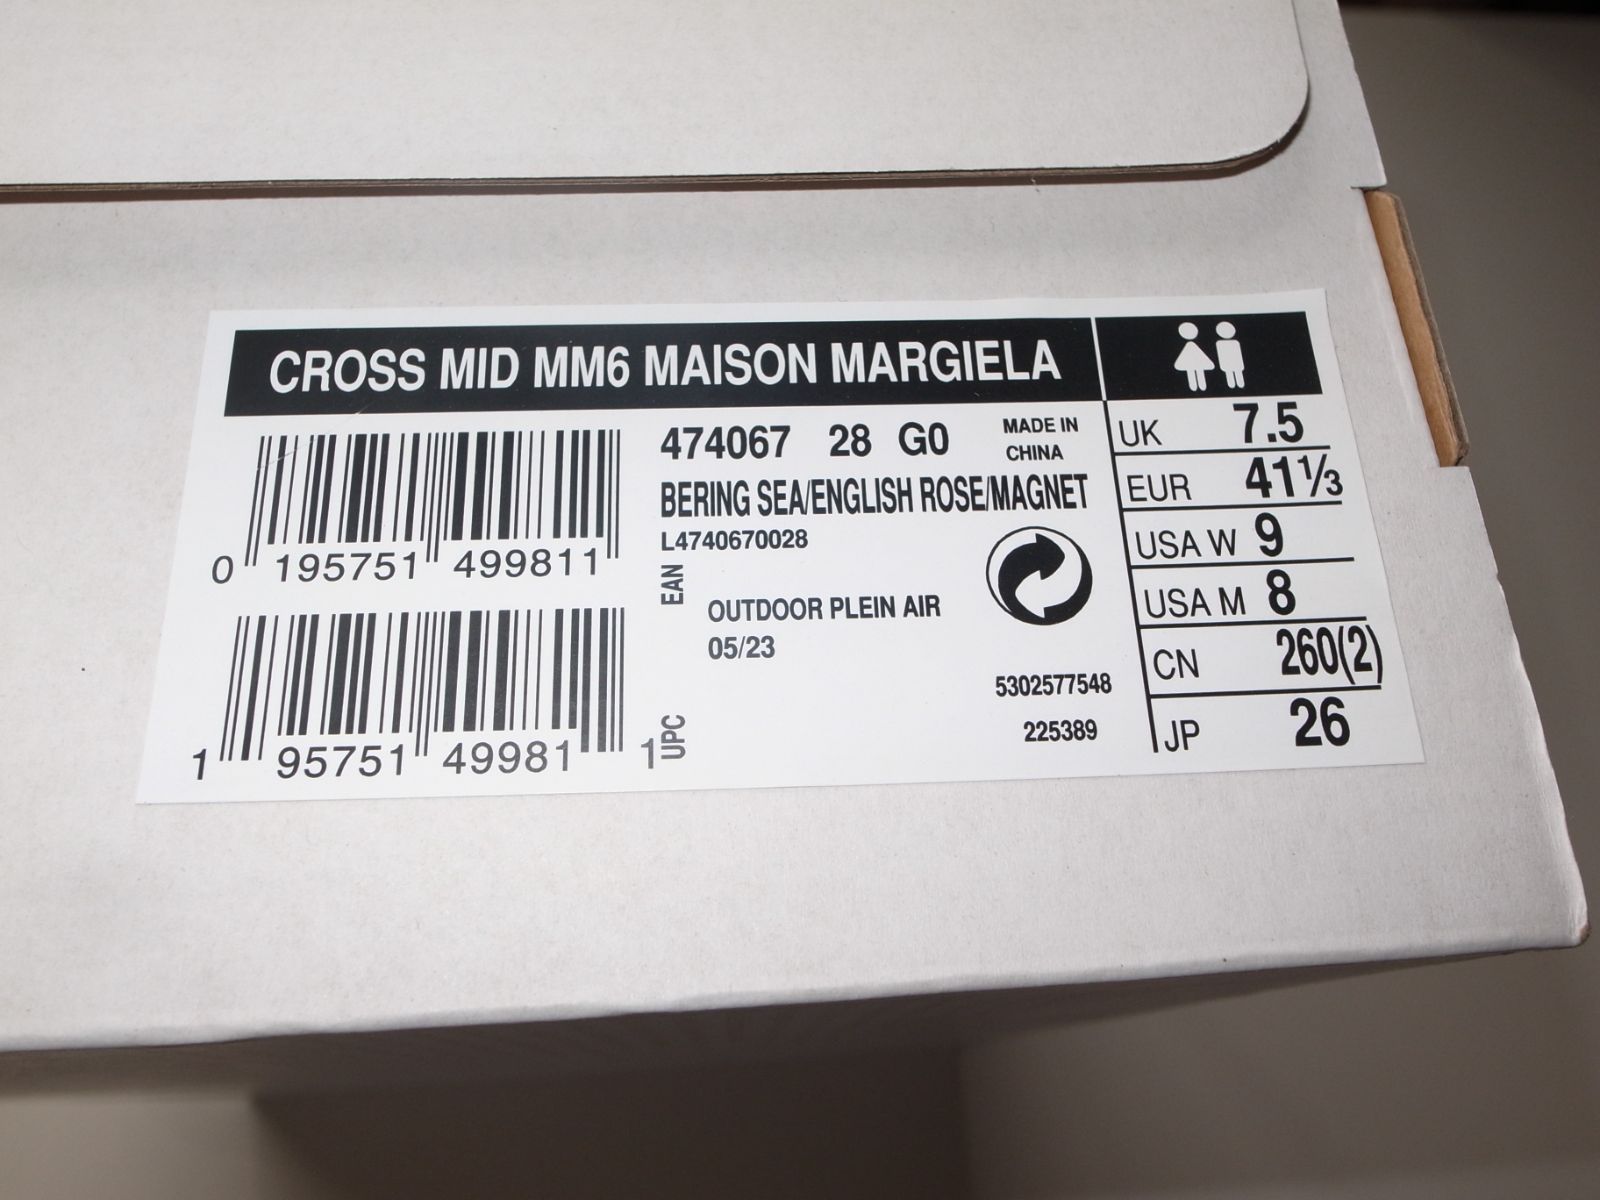 CROSS MID MM6 MAISON MARGIELA
474067 28 G0
MADE IN
CHINA
BERING SEA/ENGLISH ROSE/MAGNET
L4740670028
0 195751 499811
EAN
OUTDOOR PLEIN AIR
05/23
5302577548
225389
1 95751 49981 1
UPC
UK 7.5
EUR 41⅓
USA W 9
USA M 8
CN 260(2)
JP 26